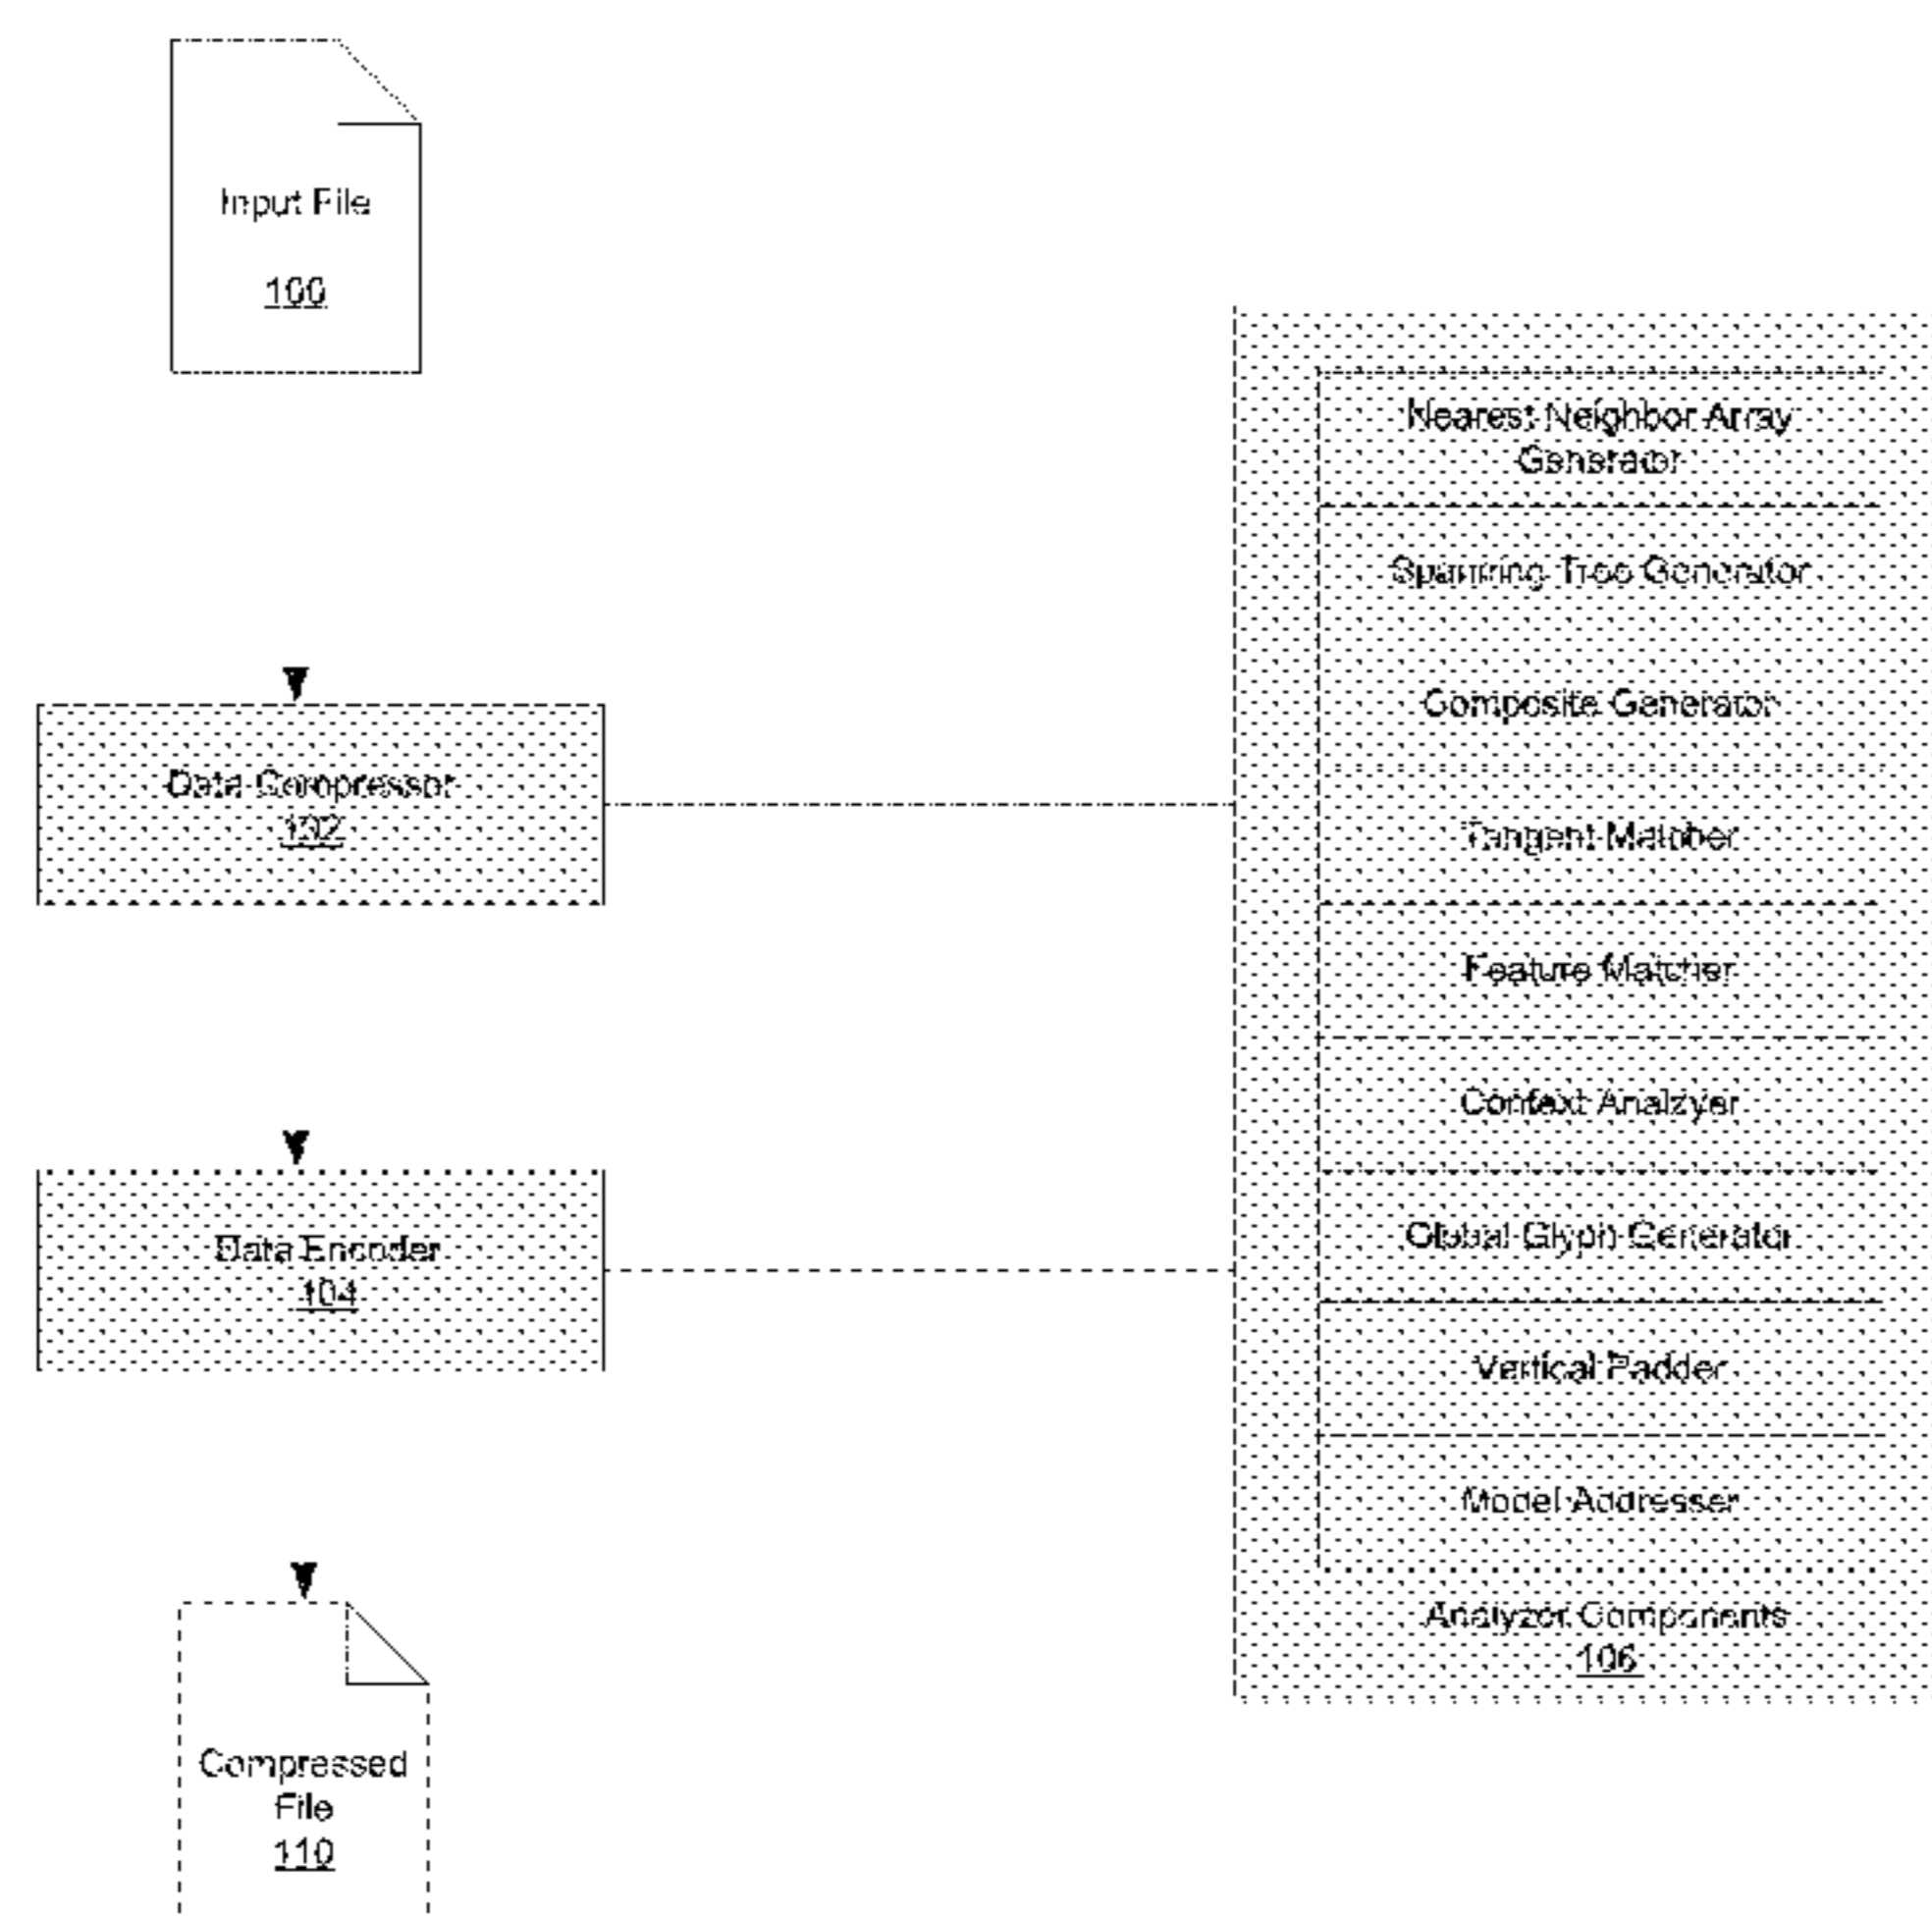 Input File
100
Data Compressor
102
Data Encoder
104
Compressed
File
110
Nearest Neighbor Array
Generator
Spanning Tree Generator
Composite Generator
Tangent Matcher
Feature Matcher
Context Analzyer
Global Glyph Generator
Vertical Padder
Model Addresser
Analyzer Components
106